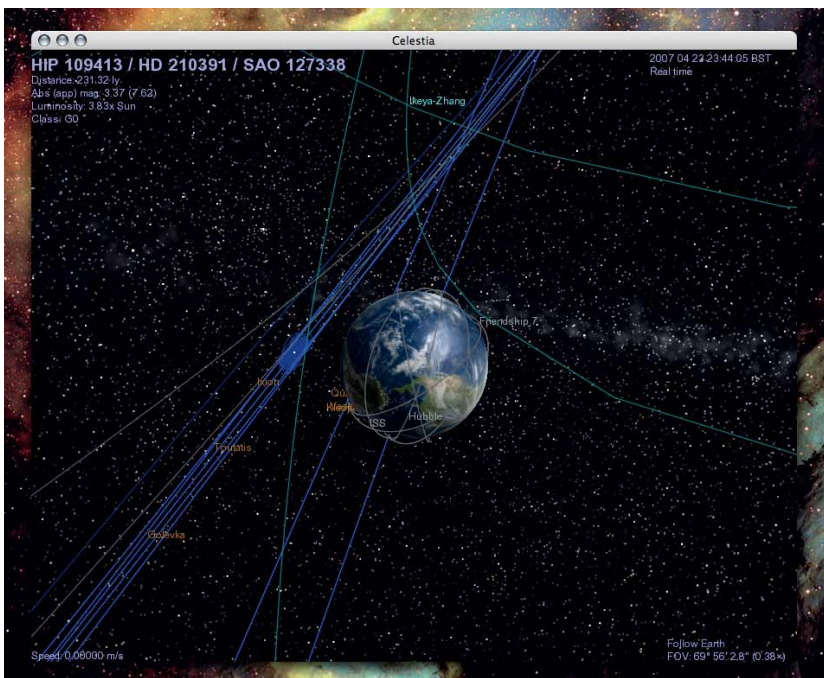 Celestia
HIP 109413 / HD 210391 / SAO 127338
Distance: 231.32 ly
Abs (app) mag: 3.37 (7.62)
Luminosity: 3.83x Sun
Class: G0
2007 04 23 23:44:05 BST
Real time
Ikeya-Zhang
Friendship 7
Ixion
Hubble
ISS
Toutatis
Golevka
Speed: 0.00000 m/s
Follow Earth
FOV: 69° 56' 2.8" (0.38×)